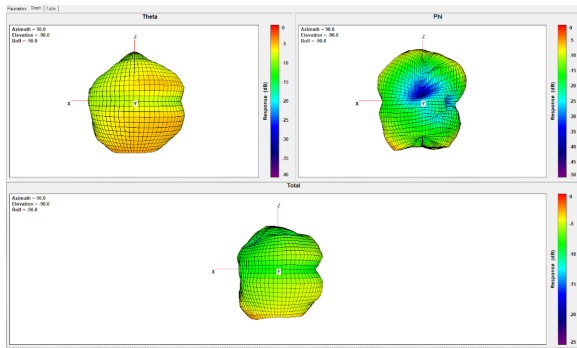 Parameters Graph Table
Theta
Azimuth = 90.0
Elevation = -90.0
Roll = -90.0
Z
X
Y
0
-5
-10
-15
-20
-25
-30
-35
-40
Response (dB)
Phi
Azimuth = 90.0
Elevation = -90.0
Roll = -90.0
Z
X
Y
0
-5
-10
-15
-20
-25
-30
-35
-40
-45
-50
Response (dB)
Total
Azimuth = 90.0
Elevation = -90.0
Roll = -90.0
Z
X
Y
0
-5
-10
-15
-20
-25
Response (dB)